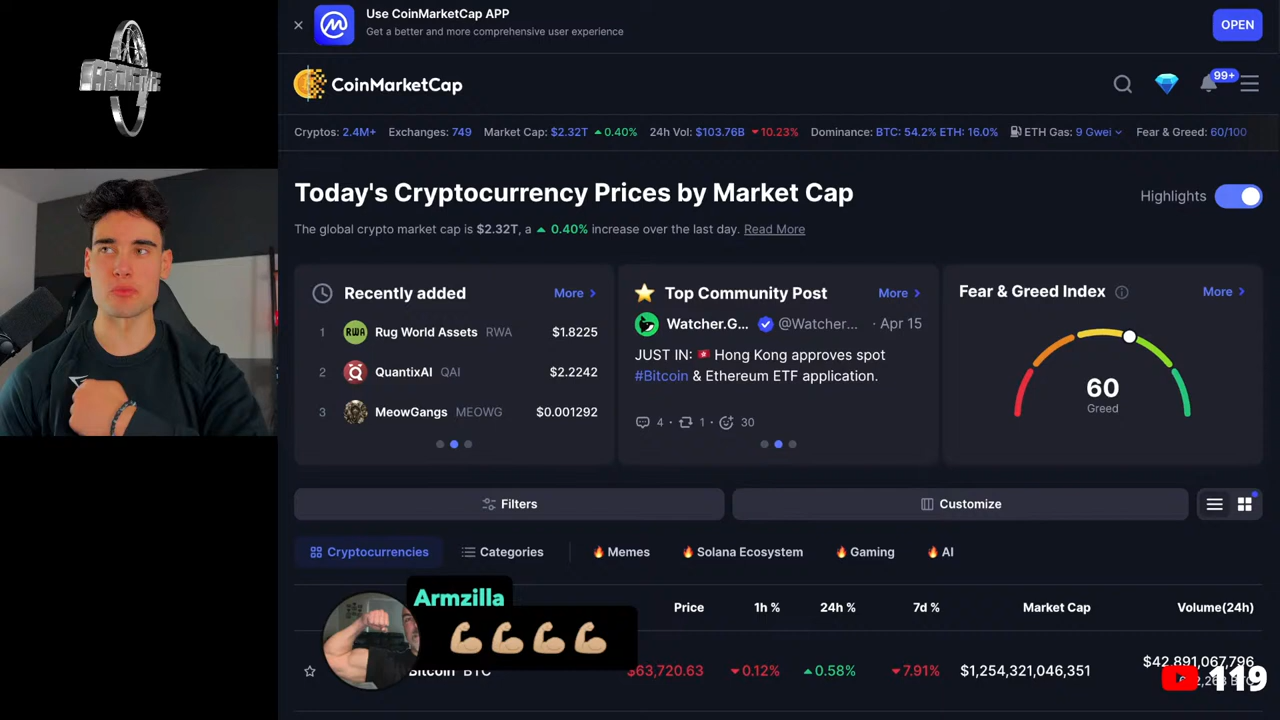 Use CoinMarketCap APP
Get a better and more comprehensive user experience
OPEN
CoinMarketCap
99+
Cryptos: 2.4M+ Exchanges: 749 Market Cap: $2.32T 0.40% 24h Vol: $103.76B 10.23% Dominance: BTC: 54.2% ETH: 16.0% ETH Gas: 9 Gwei Fear & Greed: 60/100
Today's Cryptocurrency Prices by Market Cap
Highlights
The global crypto market cap is $2.32T, a 0.40% increase over the last day. Read More
Recently added
More >
1 RWA Rug World Assets RWA $1.8225
2 QuantixAI QAI $2.2242
3 MeowGangs MEOWG $0.001292
Top Community Post
More >
Watcher.G... @Watcher... · Apr 15
JUST IN: 🇭🇰 Hong Kong approves spot
#Bitcoin & Ethereum ETF application.
4 · 1 · 30
Fear & Greed Index
More >
60
Greed
Filters
Customize
Cryptocurrencies Categories 🔥 Memes 🔥 Solana Ecosystem 🔥 Gaming 🔥 AI
Price 1h % 24h % 7d % Market Cap Volume(24h)
Armzilla
💪🏼💪🏼💪🏼💪🏼
Bitcoin BTC $63,720.63 0.12% 0.58% 7.91% $1,254,321,046,351 $42,891,067,796
119